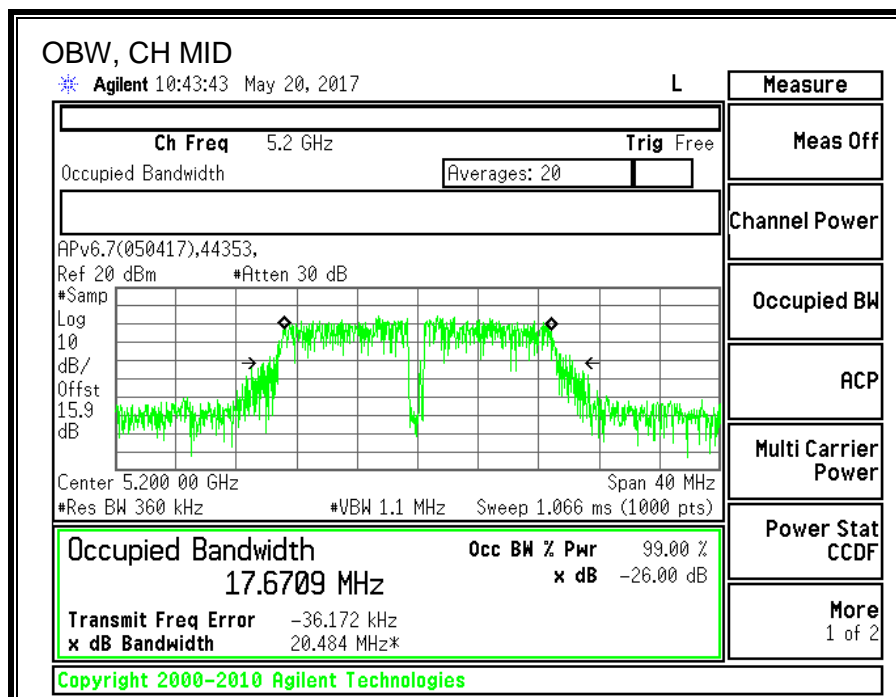 OBW, CH MID
Agilent 10:43:43 May 20, 2017 L
Measure
Ch Freq 5.2 GHz Trig Free
Meas Off
Occupied Bandwidth Averages: 20
Channel Power
APv6.7(050417),44353,
Ref 20 dBm #Atten 30 dB
#Samp
Log
10
dB/
Offst
15.9
dB
Occupied BW
ACP
Multi Carrier
Power
Center 5.200 00 GHz Span 40 MHz
#Res BW 360 kHz #VBW 1.1 MHz Sweep 1.066 ms (1000 pts)
Power Stat
CCDF
Occupied Bandwidth Occ BW % Pwr 99.00 %
17.6709 MHz x dB -26.00 dB
Transmit Freq Error -36.172 kHz
x dB Bandwidth 20.484 MHz*
More
1 of 2
Copyright 2000-2010 Agilent Technologies